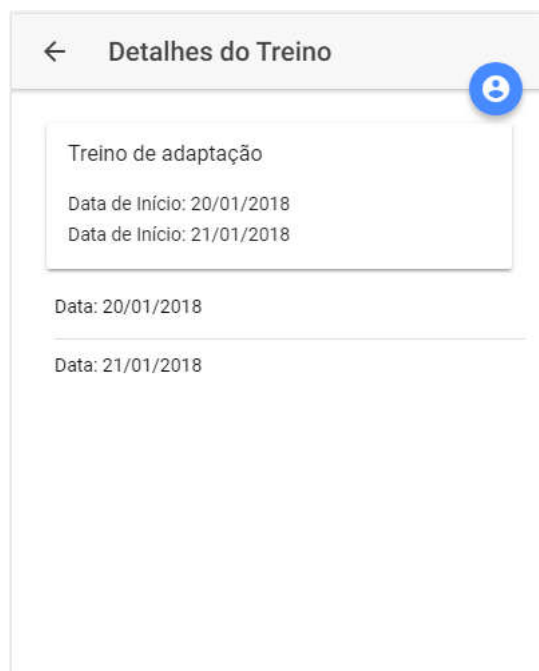 Detalhes do Treino
Treino de adaptação
Data de Início: 20/01/2018
Data de Início: 21/01/2018
Data: 20/01/2018
Data: 21/01/2018